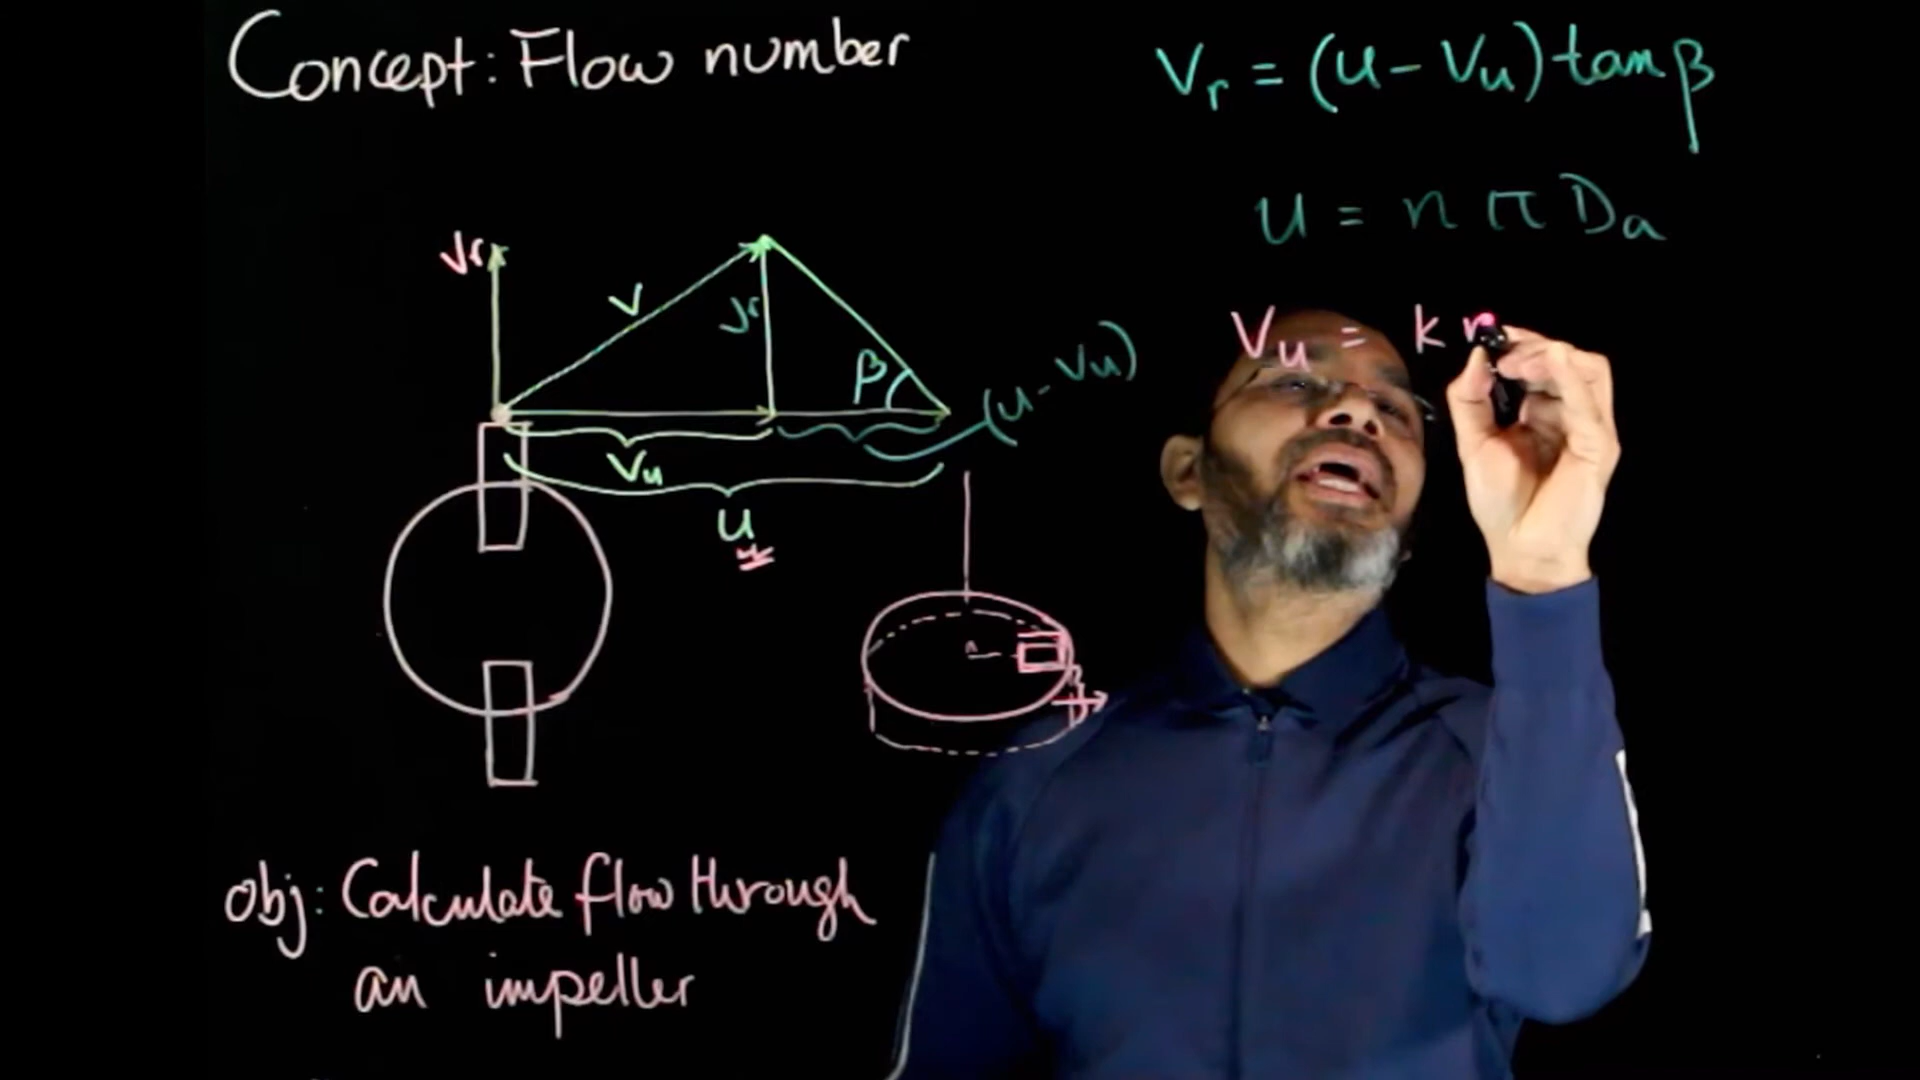 Concept: Flow number
Vr = (u - Vu) tan β
u = n π Da
Vu = k n
Vr
V
Vr
β
(u - Vu)
Vu
u
obj: Calculate flow through
an impeller